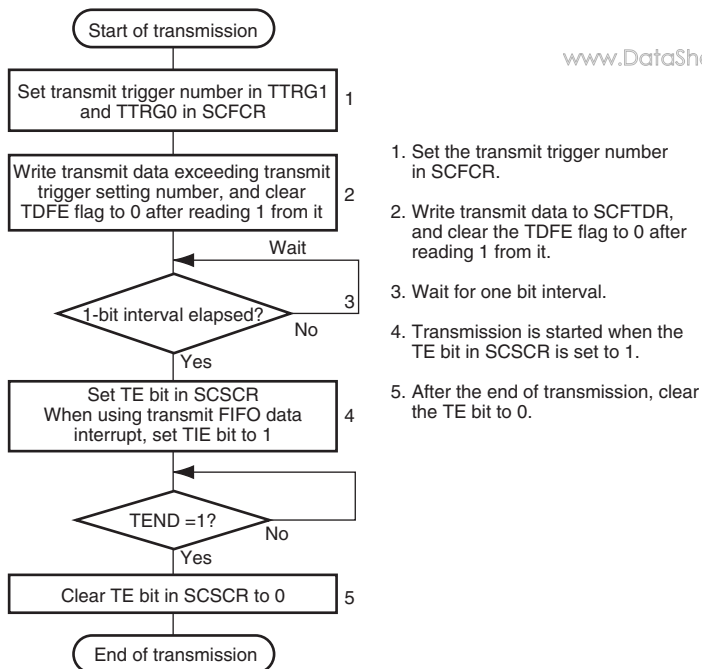 Start of transmission
www.DataShe
Set transmit trigger number in TTRG1
and TTRG0 in SCFCR
1
Write transmit data exceeding transmit
trigger setting number, and clear
TDFE flag to 0 after reading 1 from it
2
Wait
1-bit interval elapsed?
3
No
Yes
Set TE bit in SCSCR
When using transmit FIFO data
interrupt, set TIE bit to 1
4
TEND =1?
No
Yes
Clear TE bit in SCSCR to 0
5
End of transmission
1. Set the transmit trigger number
in SCFCR.
2. Write transmit data to SCFTDR,
and clear the TDFE flag to 0 after
reading 1 from it.
3. Wait for one bit interval.
4. Transmission is started when the
TE bit in SCSCR is set to 1.
5. After the end of transmission, clear
the TE bit to 0.